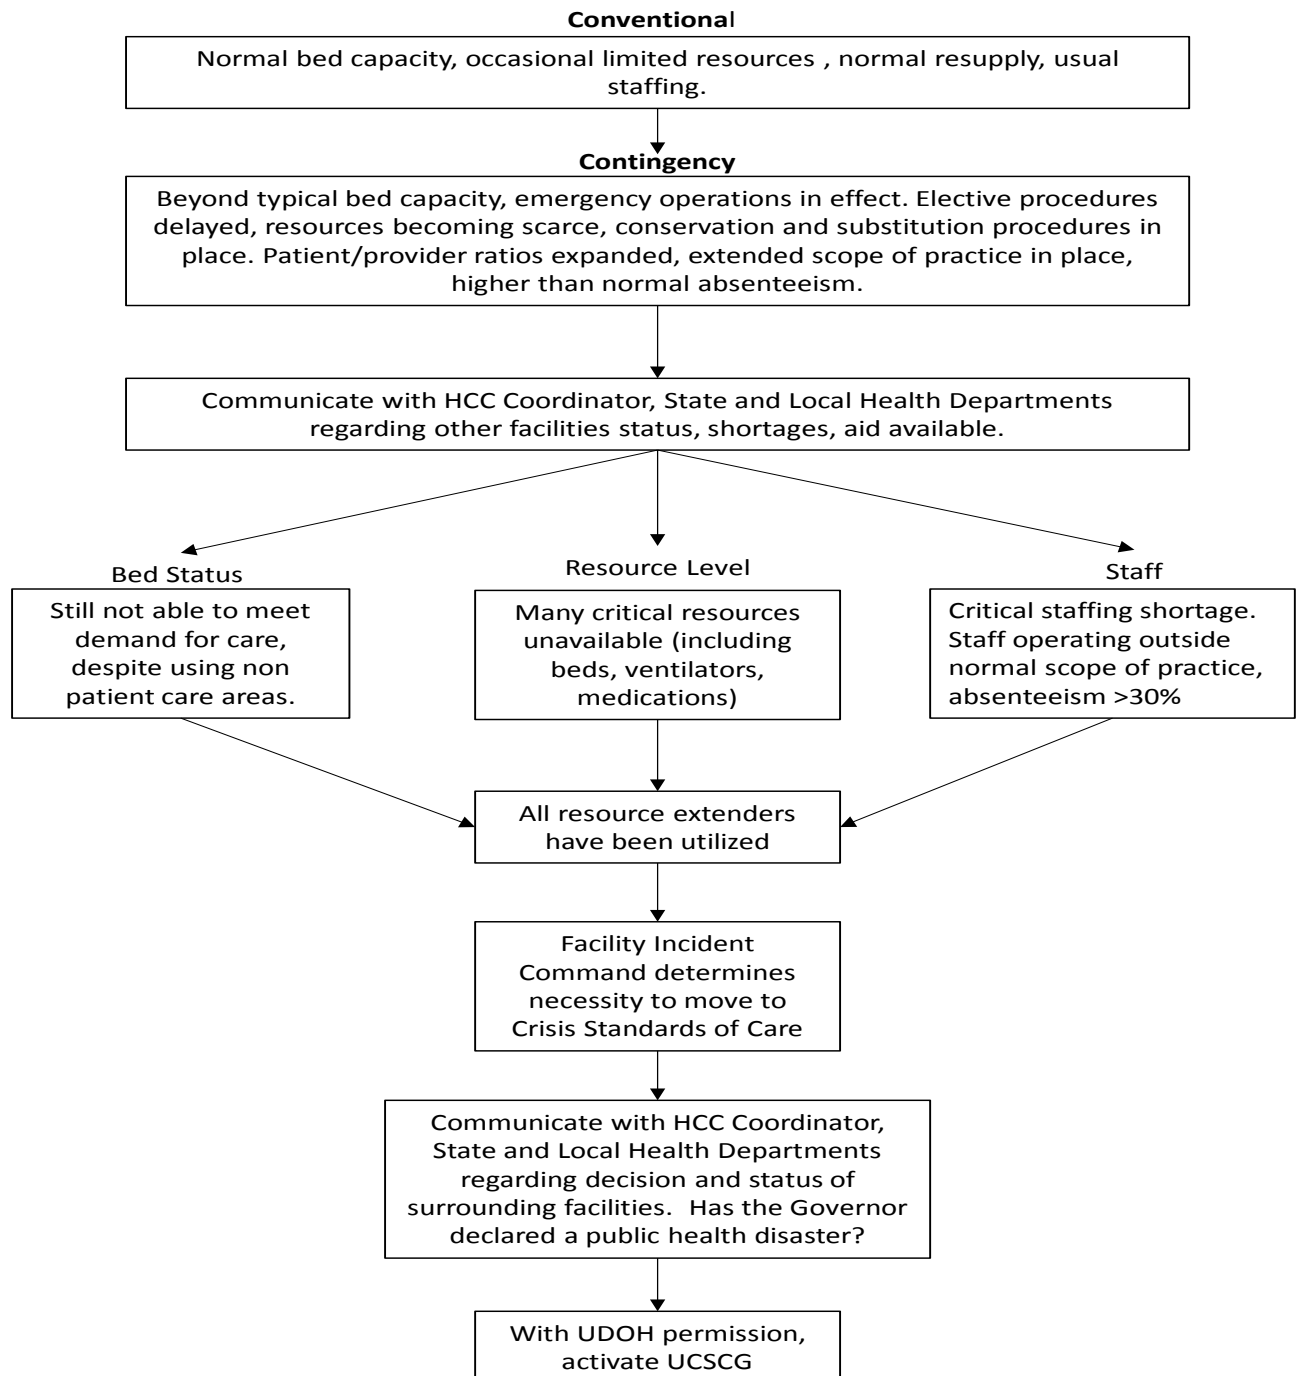 Conventional
Normal bed capacity, occasional limited resources , normal resupply, usual
staffing.
Contingency
Beyond typical bed capacity, emergency operations in effect. Elective procedures
delayed, resources becoming scarce, conservation and substitution procedures in
place. Patient/provider ratios expanded, extended scope of practice in place,
higher than normal absenteeism.
Communicate with HCC Coordinator, State and Local Health Departments
regarding other facilities status, shortages, aid available.
Bed Status
Still not able to meet
demand for care,
despite using non
patient care areas.
Resource Level
Many critical resources
unavailable (including
beds, ventilators,
medications)
Staff
Critical staffing shortage.
Staff operating outside
normal scope of practice,
absenteeism >30%
All resource extenders
have been utilized
Facility Incident
Command determines
necessity to move to
Crisis Standards of Care
Communicate with HCC Coordinator,
State and Local Health Departments
regarding decision and status of
surrounding facilities.  Has the Governor
declared a public health disaster?
With UDOH permission,
activate UCSCG